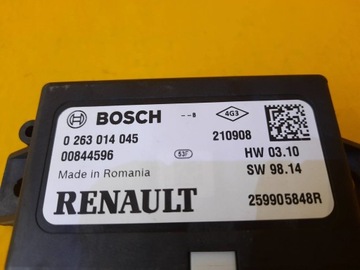 BOSCH
--9
4G3
0 263 014 045
210908
00844596
53F
HW 03.10
Made in Romania
SW 98.14
RENAULT
259905848R